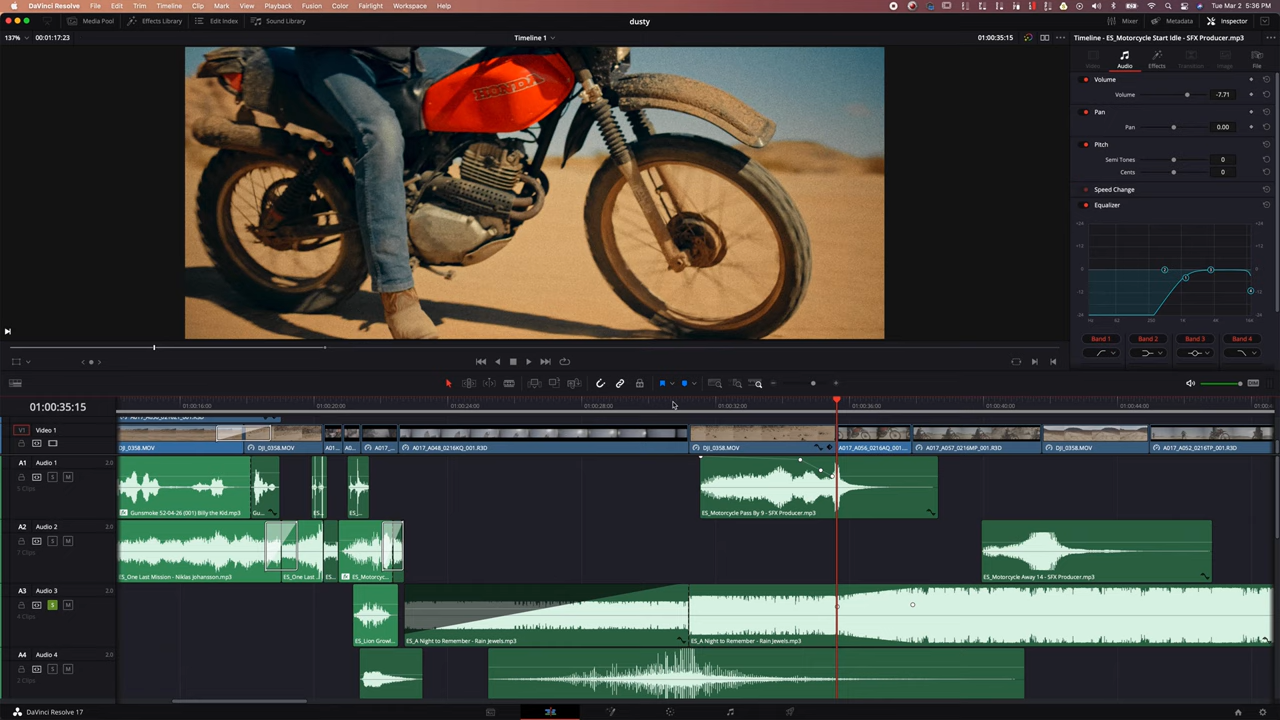 DaVinci Resolve File Edit Trim Timeline Clip Mark View Playback Fusion Color Fairlight Workspace Help Tue Mar 2 5:36 PM
Media Pool Effects Library Edit Index Sound Library dusty Mixer Metadata Inspector
137% 00:01:17:23 Timeline 1 01:00:35:15 Timeline - ES_Motorcycle Start Idle - SFX Producer.mp3
Video Audio Effects Transition Image File
Volume
Volume -7.71
Pan
Pan 0.00
Pitch
Semi Tones 0
Cents 0
Speed Change
Equalizer
HONDA
Band 1 Band 2 Band 3 Band 4
DIM
01:00:35:15 01:00:16:00 01:00:20:00 01:00:24:00 01:00:28:00 01:00:32:00 01:00:36:00 01:00:40:00 01:00:44:00 01:00
V1 Video 1
DJI_0358.MOV DJI_0358.MOV A01... A0... A017_... A017_A048_0216KQ_001.R3D DJI_0358.MOV A017_A056_0216AQ_001... A017_A057_0216MP_001.R3D DJI_0358.MOV A017_A052_0216TP_001.R3D
A1 Audio 1 2.0
S M
5 Clips
Gunsmoke 52-04-26 (001) Billy the Kid.mp3 Gu... ES... ES_... ES_Motorcycle Pass By 9 - SFX Producer.mp3
A2 Audio 2 2.0
S M
7 Clips
ES_One Last Mission - Niklas Johansson.mp3 ES_One Last ... ES... ES_Motorcyc... ES_Motorcycle Away 14 - SFX Producer.mp3
A3 Audio 3 2.0
S M
4 Clips
ES_Lion Growl... ES_A Night to Remember - Rain Jewels.mp3 ES_A Night to Remember - Rain Jewels.mp3
A4 Audio 4 2.0
S M
DaVinci Resolve 17